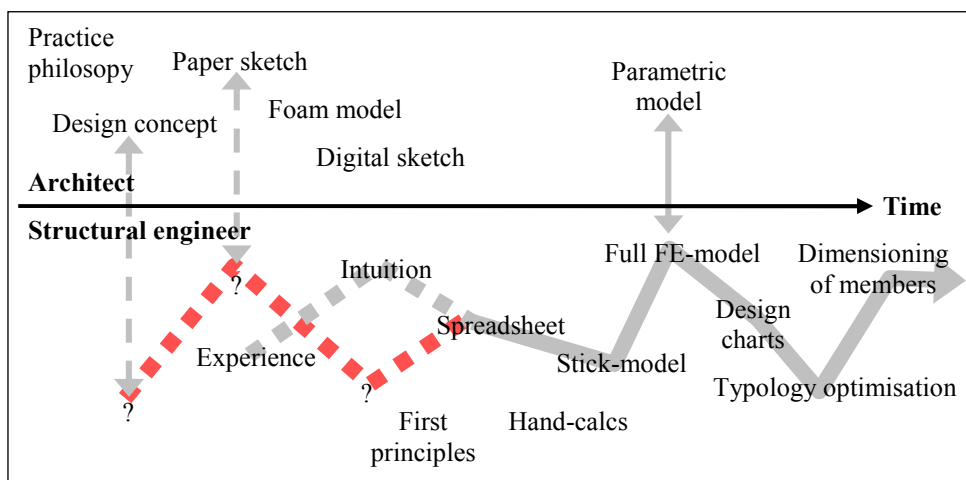 Practice
philosopy
Paper sketch
Foam model
Design concept
Digital sketch
Parametric
model
Architect
Time
Structural engineer
Intuition
Full FE-model
Dimensioning
of members
?
Experience
Spreadsheet
Design
charts
Stick-model
Typology optimisation
?
?
First
principles
Hand-calcs